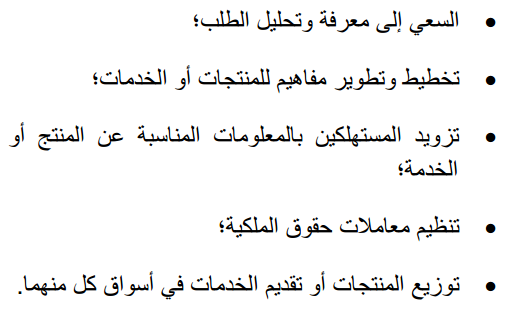 • السعي إلى معرفة وتحليل الطلب؛
• تخطيط وتطوير مفاهيم للمنتجات أو الخدمات؛
• تزويد المستهلكين بالمعلومات المناسبة عن المنتج أو
الخدمة؛
• تنظيم معاملات حقوق الملكية؛
• توزيع المنتجات أو تقديم الخدمات في أسواق كل منهما.